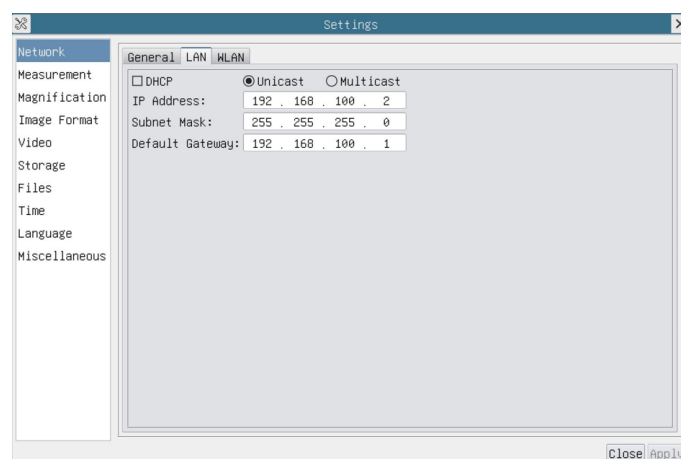 Settings
Network
Measurement
Magnification
Image Format
Video
Storage
Files
Time
Language
Miscellaneous
General LAN WLAN
DHCP Unicast Multicast
IP Address: 192 . 168 . 100 . 2
Subnet Mask: 255 . 255 . 255 . 0
Default Gateway: 192 . 168 . 100 . 1
Close Apply